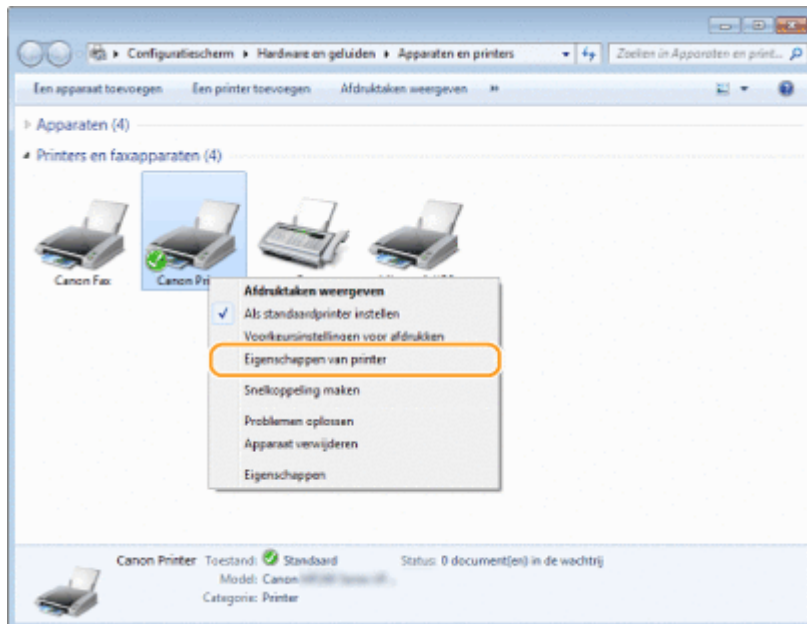 Configuratiescherm ▸ Hardware en geluiden ▸ Apparaten en printers
Zoeken in Apparaten en print...
Een apparaat toevoegen Een printer toevoegen Afdruktaken weergeven »
Apparaten (4)
Printers en faxapparaten (4)
Canon Fax Canon Pri
Afdruktaken weergeven
Als standaardprinter instellen
Voorkeursinstellingen voor afdrukken
Eigenschappen van printer
Snelkoppeling maken
Problemen oplossen
Apparaat verwijderen
Eigenschappen
Canon Printer Toestand: Standaard Status: 0 document(en) in de wachtrij
Model: Canon
Categorie: Printer